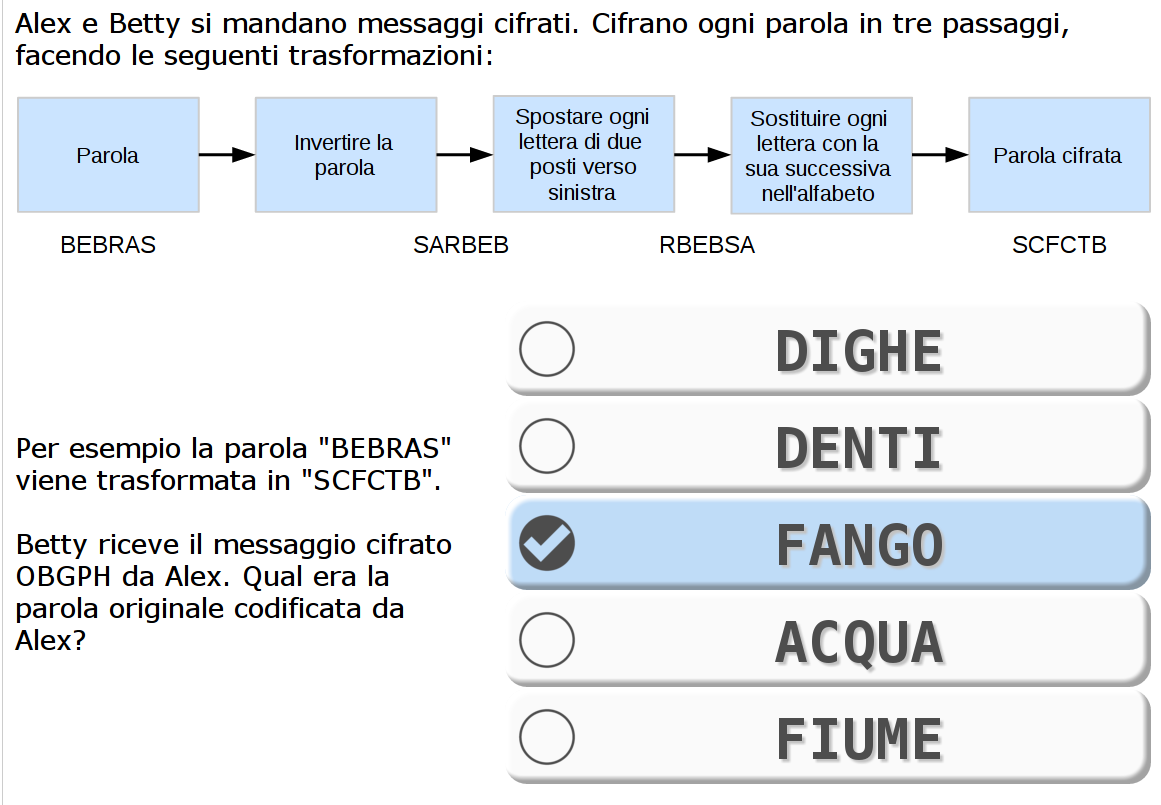 Alex e Betty si mandano messaggi cifrati. Cifrano ogni parola in tre passaggi,
facendo le seguenti trasformazioni:
Parola
Invertire la
parola
Spostare ogni
lettera di due
posti verso
sinistra
Sostituire ogni
lettera con la
sua successiva
nell'alfabeto
Parola cifrata
BEBRAS
SARBEB
RBEBSA
SCFCTB
Per esempio la parola "BEBRAS"
viene trasformata in "SCFCTB".
Betty riceve il messaggio cifrato
OBGPH da Alex. Qual era la
parola originale codificata da
Alex?
DIGHE
DENTI
FANGO
ACQUA
FIUME